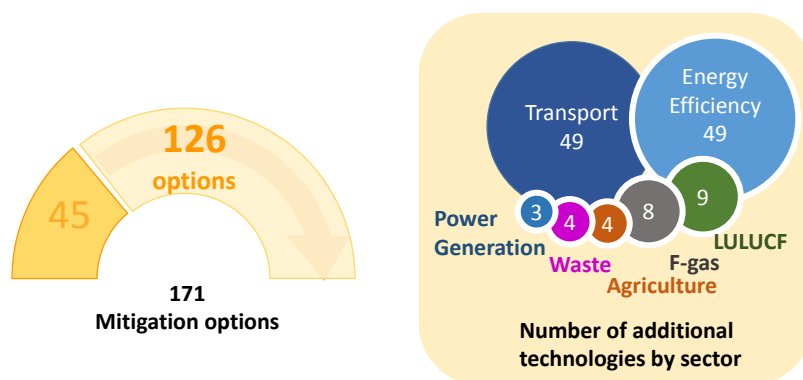 126
options
45
171
Mitigation options
Transport
49
Energy
Efficiency
49
3
4
4
8
9
Power
Generation
Waste
Agriculture
F-gas
LULUCF
Number of additional
technologies by sector